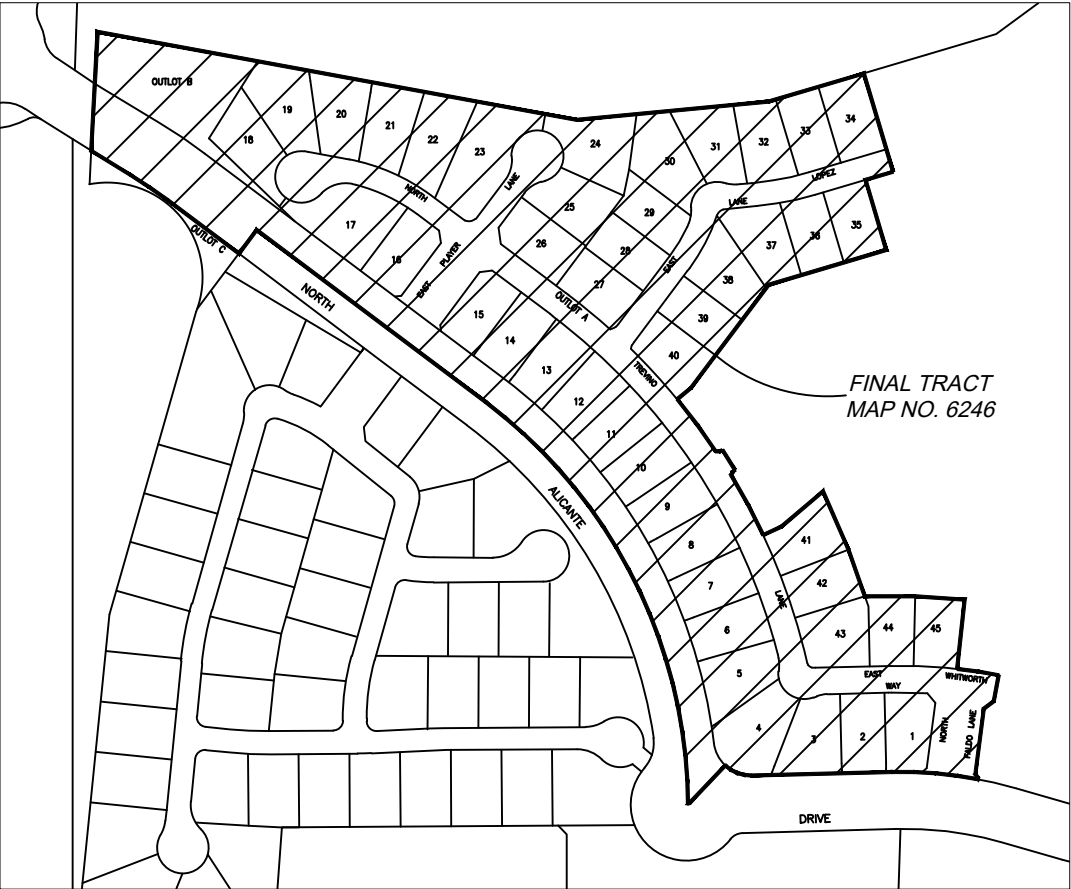 OUTLOT B
19
20
21
22
23
24
18
30
31
32
33
34
NORTH
LANE
LOPEZ
LANE
17
16
EAST
PLAYER
25
26
27
28
29
EAST
37
36
35
38
39
40
OUTLOT C
NORTH
OUTLOT A
TREVINO
15
14
13
12
11
10
9
8
7
6
5
4
FINAL TRACT
MAP NO. 6246
ALICANTE
LANE
41
42
43
44
45
EAST
WAY
WHITWORTH
3
2
1
NORTH
FALDO LANE
DRIVE